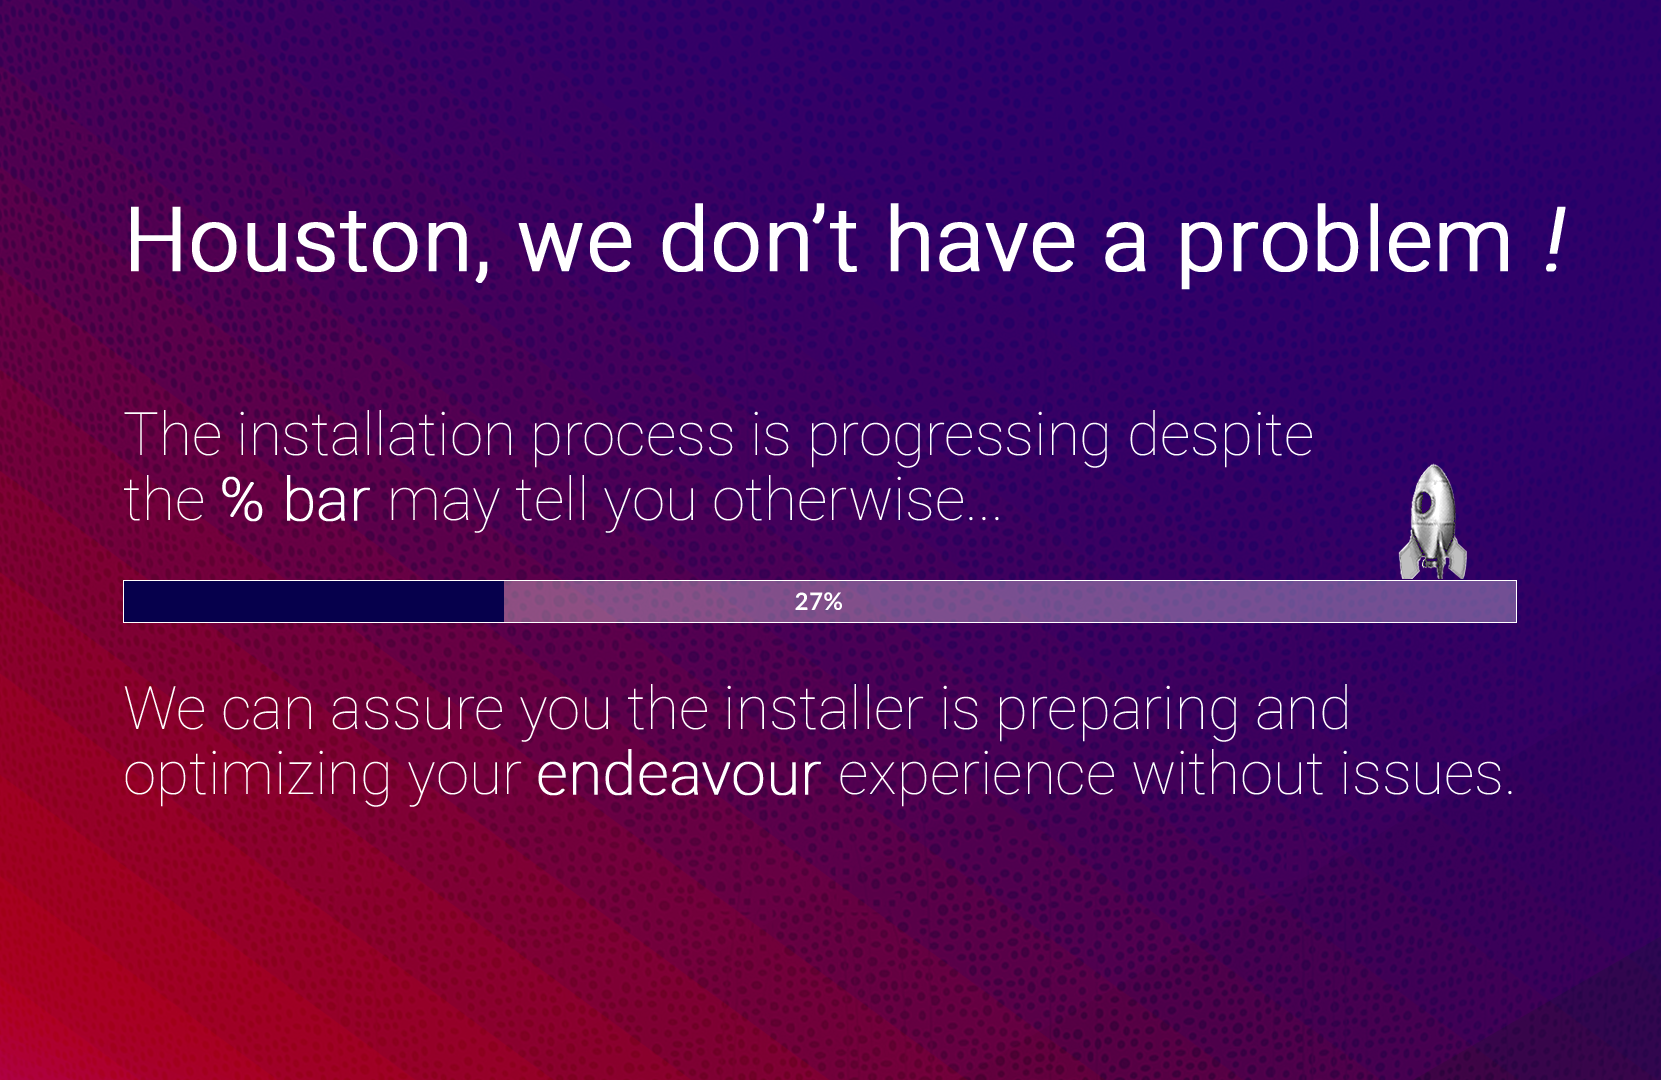 Houston, we don’t have a problem !
The installation process is progressing despite
the % bar may tell you otherwise...
27%
We can assure you the installer is preparing and
optimizing your endeavour experience without issues.